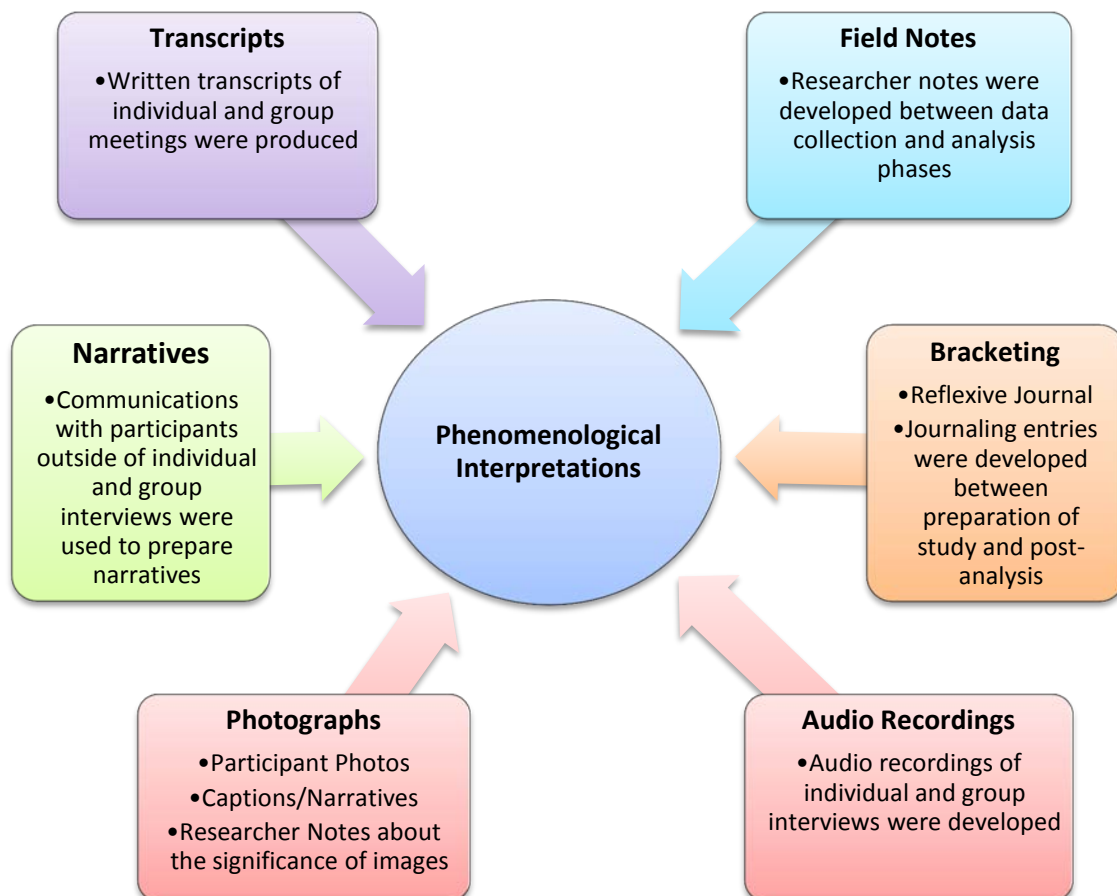 Transcripts
•Written transcripts of
individual and group
meetings were produced
Field Notes
•Researcher notes were
developed between data
collection and analysis
phases
Narratives
•Communications
with participants
outside of individual
and group
interviews were
used to prepare
narratives
Phenomenological
Interpretations
Bracketing
•Reflexive Journal
•Journaling entries
were developed
between
preparation of
study and post-
analysis
Photographs
•Participant Photos
•Captions/Narratives
•Researcher Notes about
the significance of images
Audio Recordings
•Audio recordings of
individual and group
interviews were developed